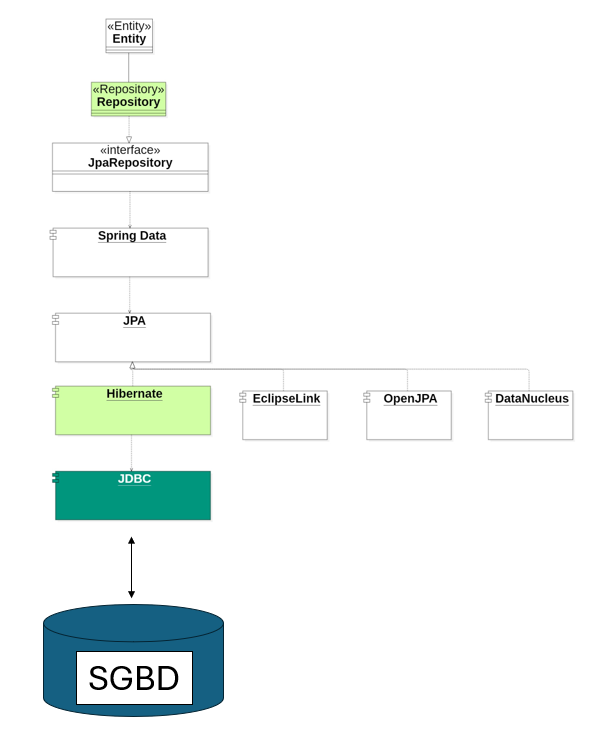 «Entity»
Entity
«Repository»
Repository
«interface»
JpaRepository
Spring Data
JPA
Hibernate
EclipseLink
OpenJPA
DataNucleus
JDBC
SGBD